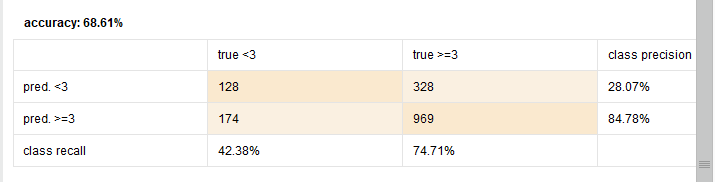 accuracy: 68.61%
true <3 true >=3 class precision
pred. <3 128 328 28.07%
pred. >=3 174 969 84.78%
class recall 42.38% 74.71%